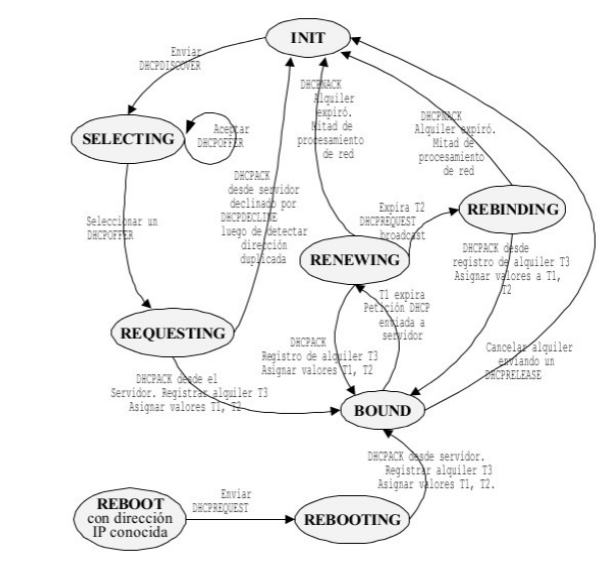 INIT
Enviar
DHCPDISCOVER
SELECTING
Aceptar
DHCPOFFER
DHCPNACK
Alquiler
expiró.
Mitad de
procesamiento
de red
DHCPNACK
Alquiler expiró.
Mitad de
procesamiento
de red
DHCPACK
desde servidor
declinado por
DHCPDECLINE
luego de detectar
dirección
duplicada
Seleccionar un
DHCPOFFER
Expira T2
DHCPREQUEST
broadcast
REBINDING
RENEWING
DHCPACK desde
registro de alquiler T3
Asignar valores a T1,
T2
T1 expira
Petición DHCP
enviada a
servidor
REQUESTING
DHCPACK
Registro de alquiler T3
Asignar valores T1, T2
Cancelar alquiler
enviando un
DHCPRELEASE
DHCPACK desde el
Servidor. Registrar alquiler T3
Asignar valores T1, T2
BOUND
DHCPACK desde servidor.
Registrar alquiler T3
Asignar valores T1, T2.
REBOOT
con dirección
IP conocida
Enviar
DHCPREQUEST
REBOOTING